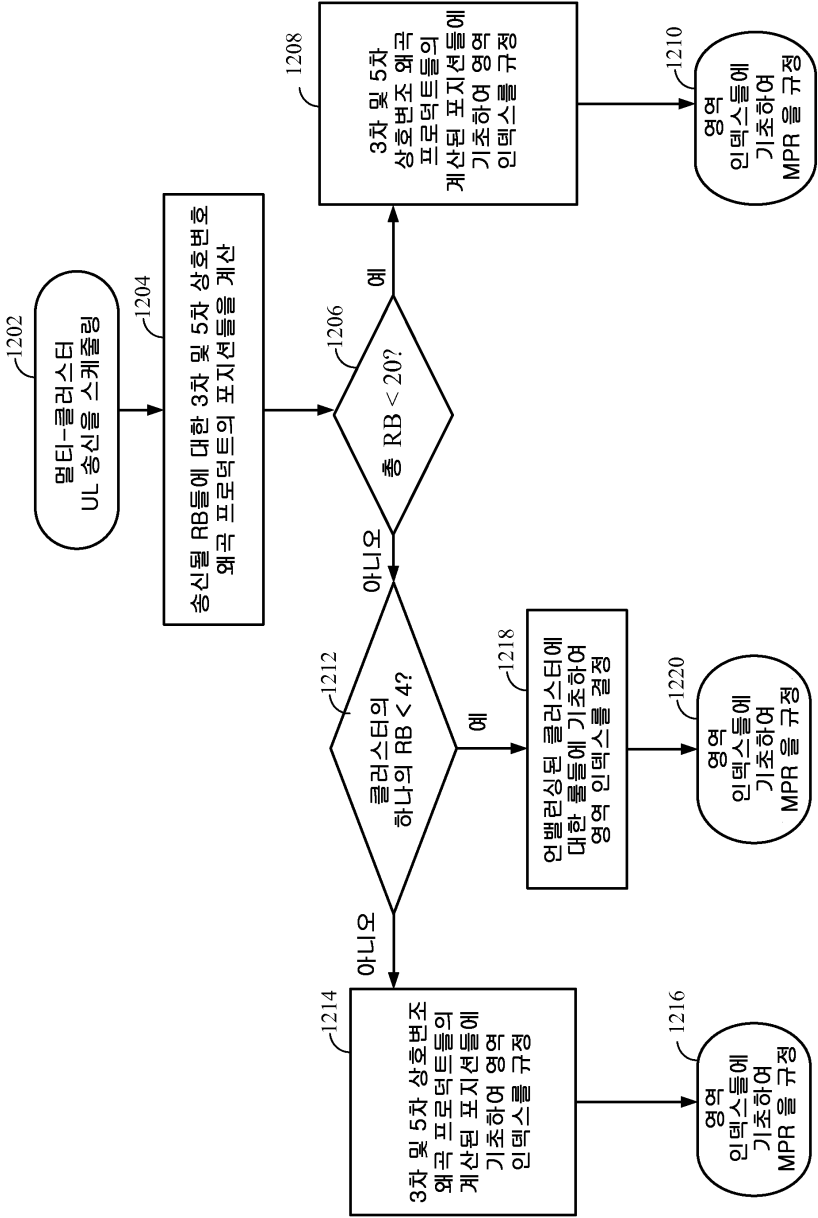 1202
멀티-클러스터
UL 송신을 스케줄링
1204
송신될 RB들에 대한 3차 및 5차 상호변호
왜곡 프로덕트의 포지션들을 계산
1206
총 RB < 20?
예
아니오
1208
3차 및 5차
상호변조 왜곡
프로덕트들의
계산된 포지션들에
기초하여 영역
인덱스를 규정
1210
영역
인덱스들에
기초하여
MPR 을 규정
1212
클러스터의
하나의 RB < 4?
예
아니오
1214
3차 및 5차 상호변조
왜곡 프로덕트들의
계산된 포지션들에
기초하여 영역
인덱스를 규정
1216
영역
인덱스들에
기초하여
MPR 을 규정
1218
언밸런싱된 클러스터에
대한 룰들에 기초하여
영역 인덱스를 결정
1220
영역
인덱스들에
기초하여
MPR 을 규정